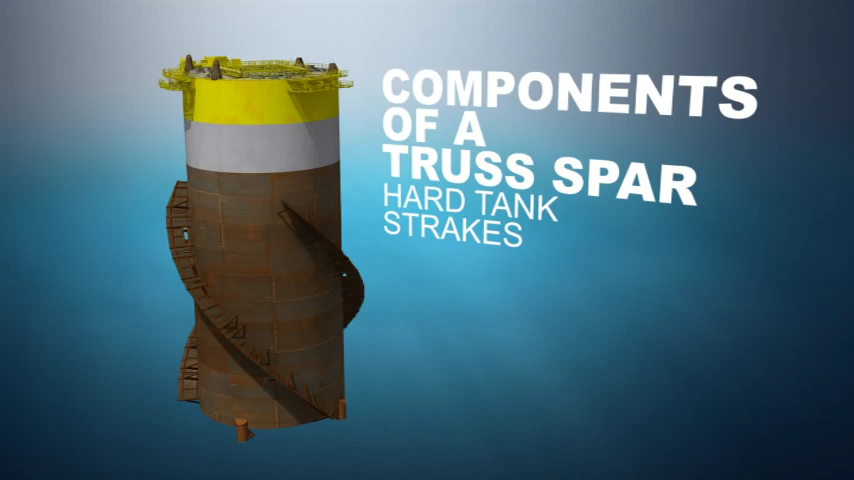 COMPONENTS
OF A
TRUSS SPAR
HARD TANK
STRAKES